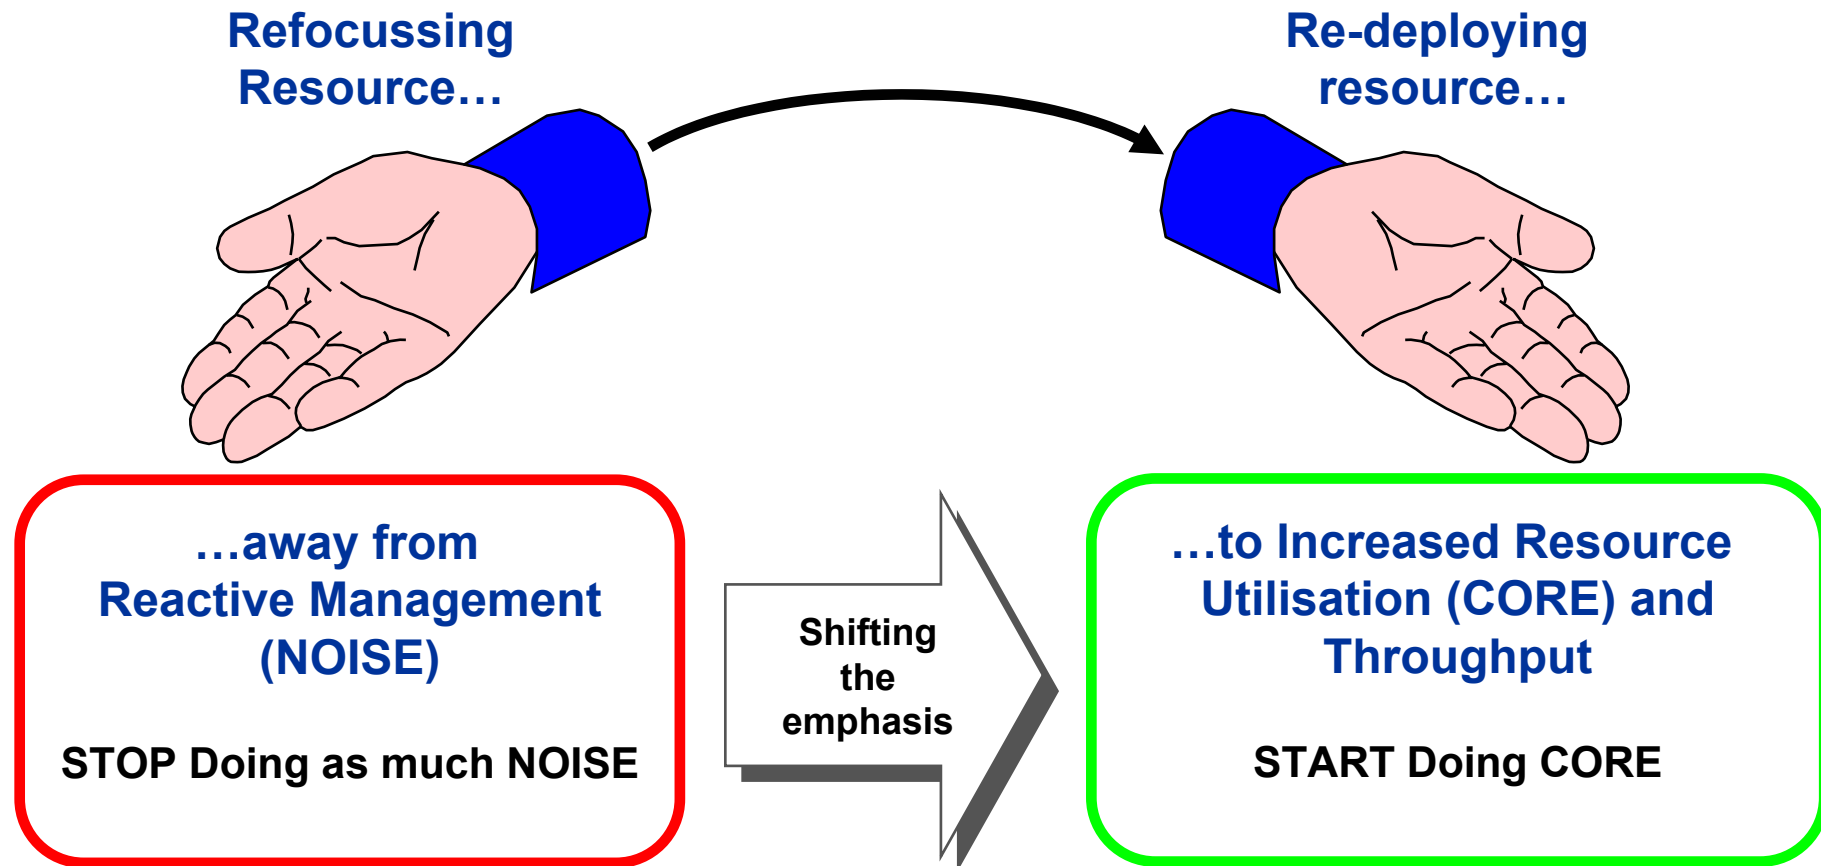 Refocussing
Resource…
Re-deploying
resource…
…away from
Reactive Management
(NOISE)
STOP Doing as much NOISE
Shifting
the
emphasis
…to Increased Resource
Utilisation (CORE) and
Throughput
START Doing CORE